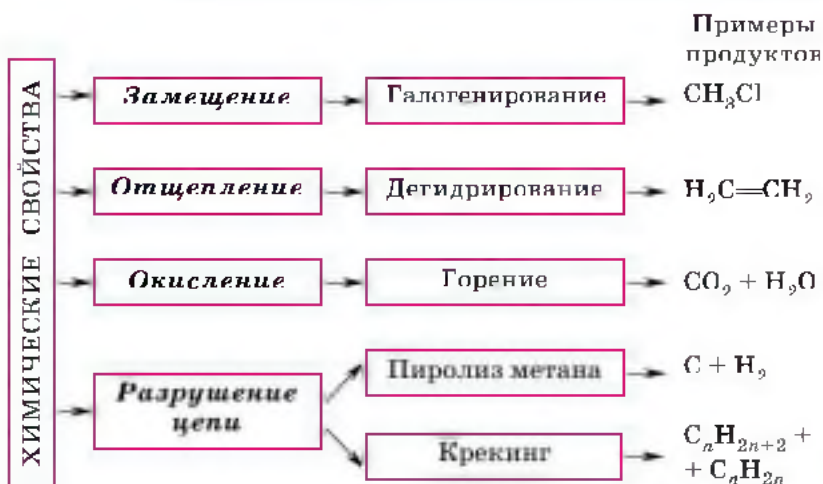 Примеры
продуктов
ХИМИЧЕСКИЕ СВОЙСТВА
Замещение
Галогенирование
CH₃Cl
Отщепление
Дегидрирование
H₂C=CH₂
Окисление
Горение
CO₂ + H₂O
Разрушение
цепи
Пиролиз метана
C + H₂
Крекинг
CₙH₂ₙ₊₂ +
+ CₙH₂ₙ